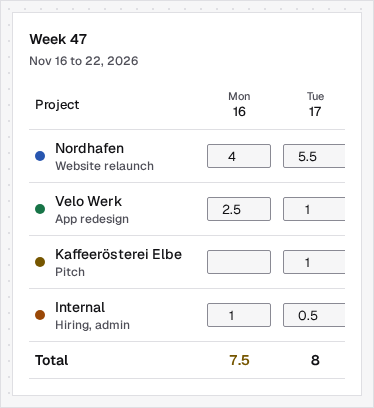 Week 47
Nov 16 to 22, 2026
Project Mon 16 Tue 17
Nordhafen 4 5.5
Website relaunch
Velo Werk 2.5 1
App redesign
Kaffeerösterei Elbe 1
Pitch
Internal 1 0.5
Hiring, admin
Total 7.5 8